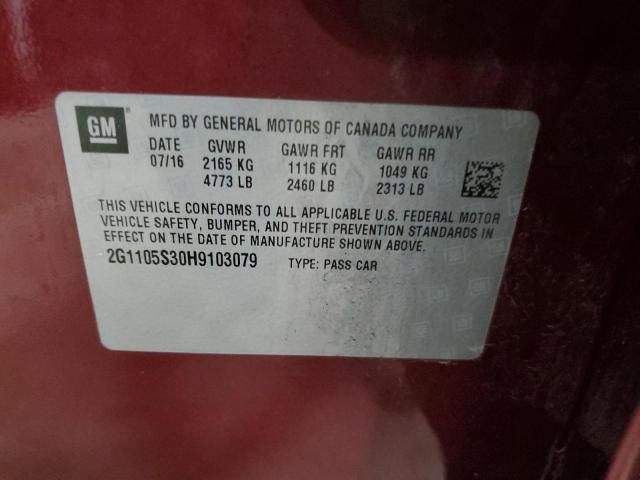 GM MFD BY GENERAL MOTORS OF CANADA COMPANY
DATE GVWR GAWR FRT GAWR RR
07/16 2165 KG 1116 KG 1049 KG
4773 LB 2460 LB 2313 LB
THIS VEHICLE CONFORMS TO ALL APPLICABLE U.S. FEDERAL MOTOR
VEHICLE SAFETY, BUMPER, AND THEFT PREVENTION STANDARDS IN
EFFECT ON THE DATE OF MANUFACTURE SHOWN ABOVE.
2G1105S30H9103079 TYPE: PASS CAR